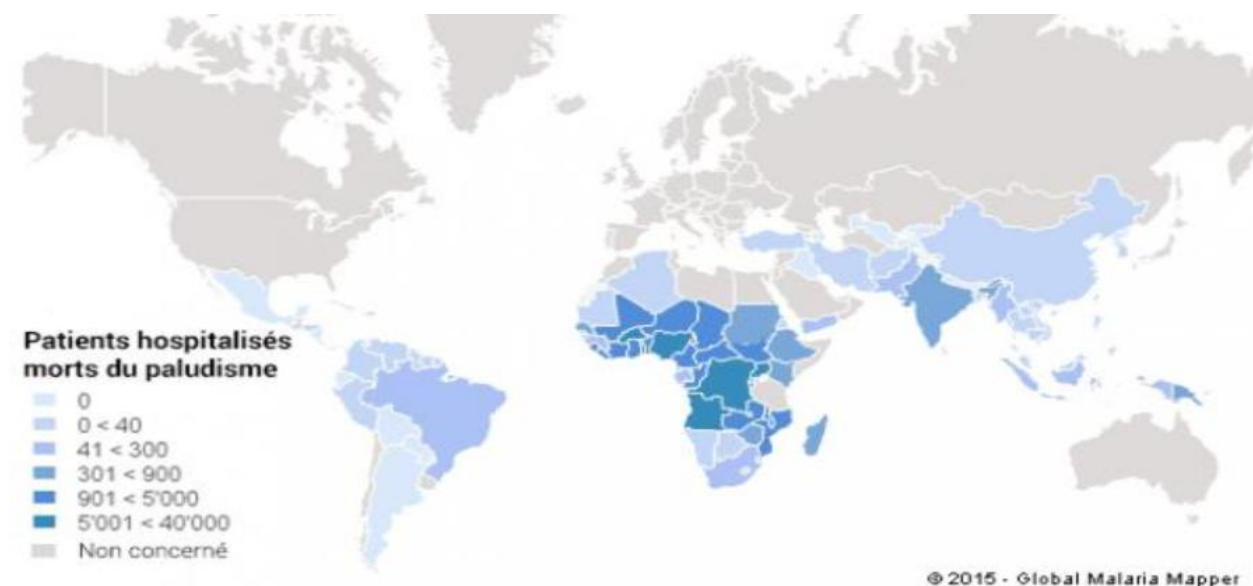 Patients hospitalisés
morts du paludisme
0
0 < 40
41 < 300
301 < 900
901 < 5'000
5'001 < 40'000
Non concerné
© 2015 - Global Malaria Mapper